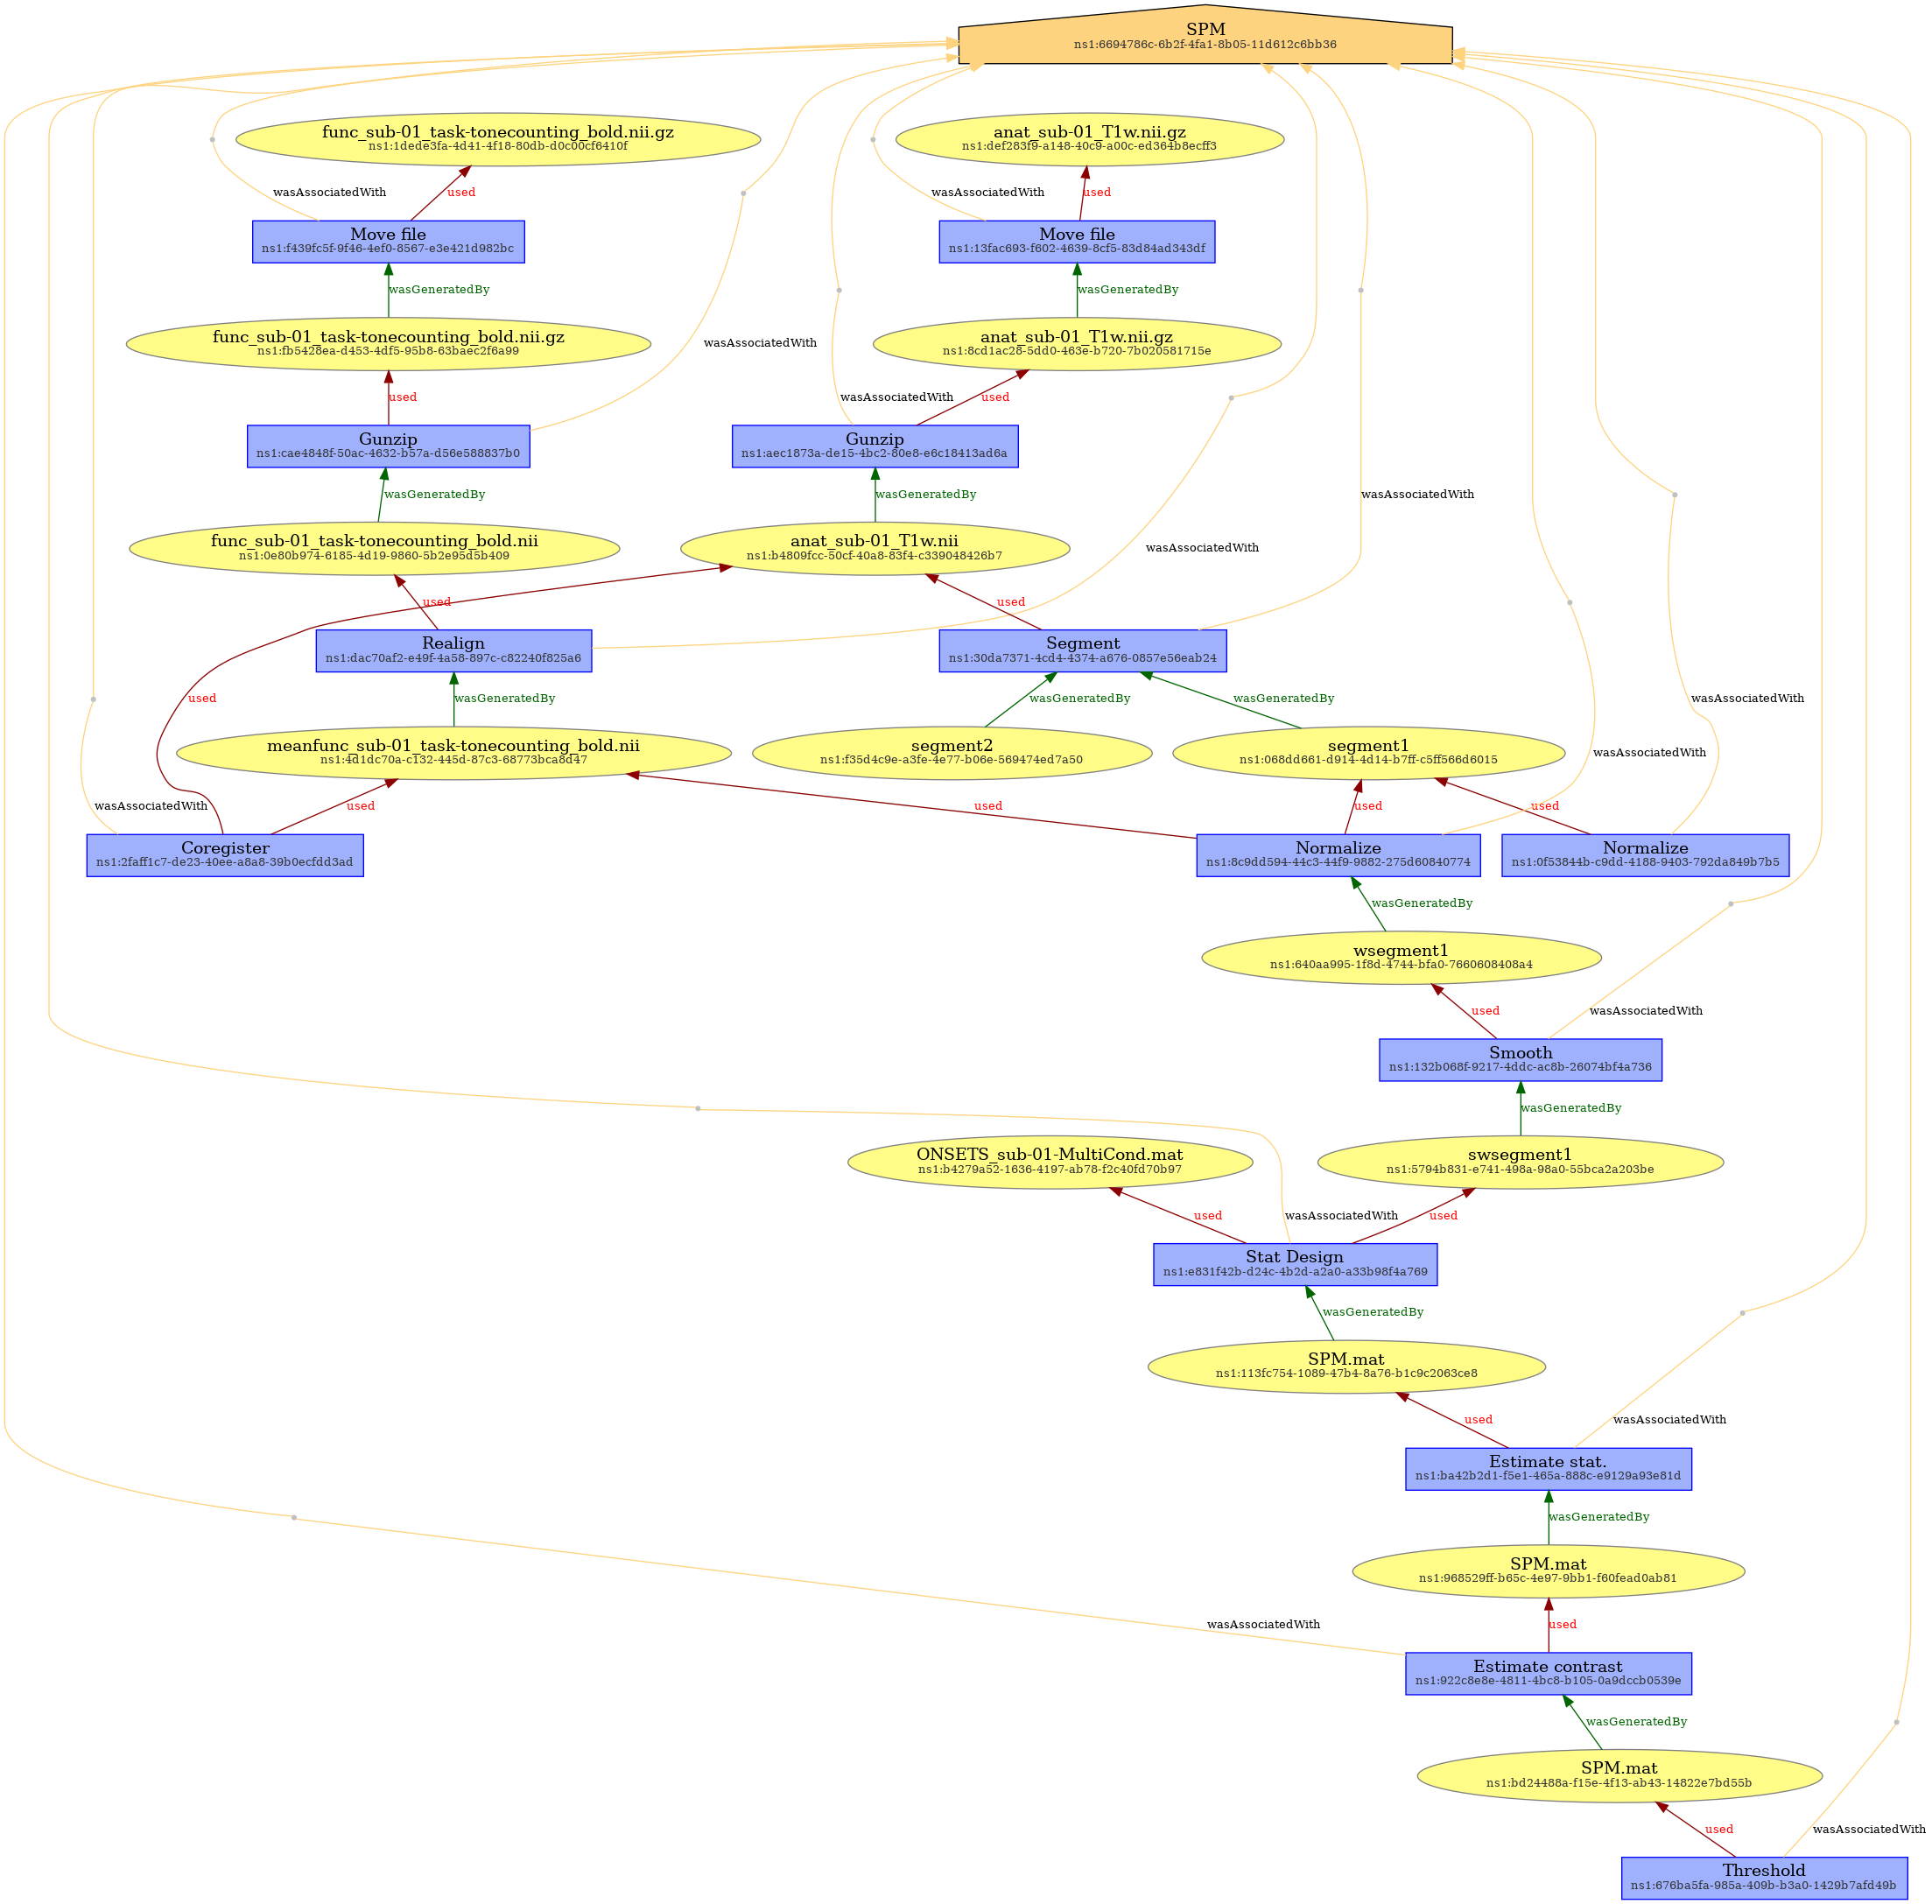 SPM
ns1:6694786c-6b2f-4fa1-8b05-11d612c6bb36
func_sub-01_task-tonecounting_bold.nii.gz
ns1:1dede3fa-4d41-4f18-80db-d0c00cf6410f
anat_sub-01_T1w.nii.gz
ns1:def283f9-a148-40c9-a00c-ed364b8ecff3
wasAssociatedWith
used
wasAssociatedWith
used
Move file
ns1:f439fc5f-9f46-4ef0-8567-e3e421d982bc
Move file
ns1:13fac693-f602-4639-8cf5-83d84ad343df
wasGeneratedBy
wasGeneratedBy
func_sub-01_task-tonecounting_bold.nii.gz
ns1:fb5428ea-d453-4df5-95b8-63baec2f6a99
wasAssociatedWith
anat_sub-01_T1w.nii.gz
ns1:8cd1ac28-5dd0-463e-b720-7b020581715e
used
wasAssociatedWith
used
Gunzip
ns1:cae4848f-50ac-4632-b57a-d56e588837b0
Gunzip
ns1:aec1873a-de15-4bc2-80e8-e6c18413ad6a
wasGeneratedBy
wasGeneratedBy
wasAssociatedWith
func_sub-01_task-tonecounting_bold.nii
ns1:0e80b974-6185-4d19-9860-5b2e95d5b409
anat_sub-01_T1w.nii
ns1:b4809fcc-50cf-40a8-83f4-c339048426b7
wasAssociatedWith
used
used
Realign
ns1:dac70af2-e49f-4a58-897c-c82240f825a6
Segment
ns1:30da7371-4cd4-4374-a676-0857e56eab24
used
wasGeneratedBy
wasGeneratedBy
wasGeneratedBy
wasAssociatedWith
meanfunc_sub-01_task-tonecounting_bold.nii
ns1:4d1dc70a-c132-445d-87c3-68773bca8d47
segment2
ns1:f35d4c9e-a3fe-4e77-b06e-569474ed7a50
segment1
ns1:068dd661-d914-4d14-b7ff-c5ff566d6015
wasAssociatedWith
wasAssociatedWith
used
used
used
used
Coregister
ns1:2faff1c7-de23-40ee-a8a8-39b0ecfdd3ad
Normalize
ns1:8c9dd594-44c3-44f9-9882-275d60840774
Normalize
ns1:0f53844b-c9dd-4188-9403-792da849b7b5
wasGeneratedBy
wsegment1
ns1:640aa995-1f8d-4744-bfa0-7660608408a4
used
wasAssociatedWith
Smooth
ns1:132b068f-9217-4ddc-ac8b-26074bf4a736
wasGeneratedBy
ONSETS_sub-01-MultiCond.mat
ns1:b4279a52-1636-4197-ab78-f2c40fd70b97
swsegment1
ns1:5794b831-e741-498a-98a0-55bca2a203be
used
wasAssociatedWith
used
Stat Design
ns1:e831f42b-d24c-4b2d-a2a0-a33b98f4a769
wasGeneratedBy
SPM.mat
ns1:113fc754-1089-47b4-8a76-b1c9c2063ce8
used
wasAssociatedWith
Estimate stat.
ns1:ba42b2d1-f5e1-465a-888c-e9129a93e81d
wasGeneratedBy
SPM.mat
ns1:968529ff-b65c-4e97-9bb1-f60fead0ab81
wasAssociatedWith
used
Estimate contrast
ns1:922c8e8e-4811-4bc8-b105-0a9dccb0539e
wasGeneratedBy
SPM.mat
ns1:bd24488a-f15e-4f13-ab43-14822e7bd55b
used
wasAssociatedWith
Threshold
ns1:676ba5fa-985a-409b-b3a0-1429b7afd49b